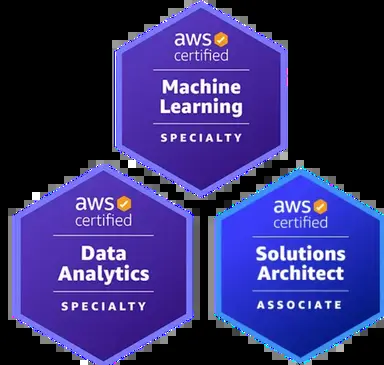 aws
certified
Machine
Learning
SPECIALTY
aws
certified
Data
Analytics
SPECIALTY
aws
certified
Solutions
Architect
ASSOCIATE